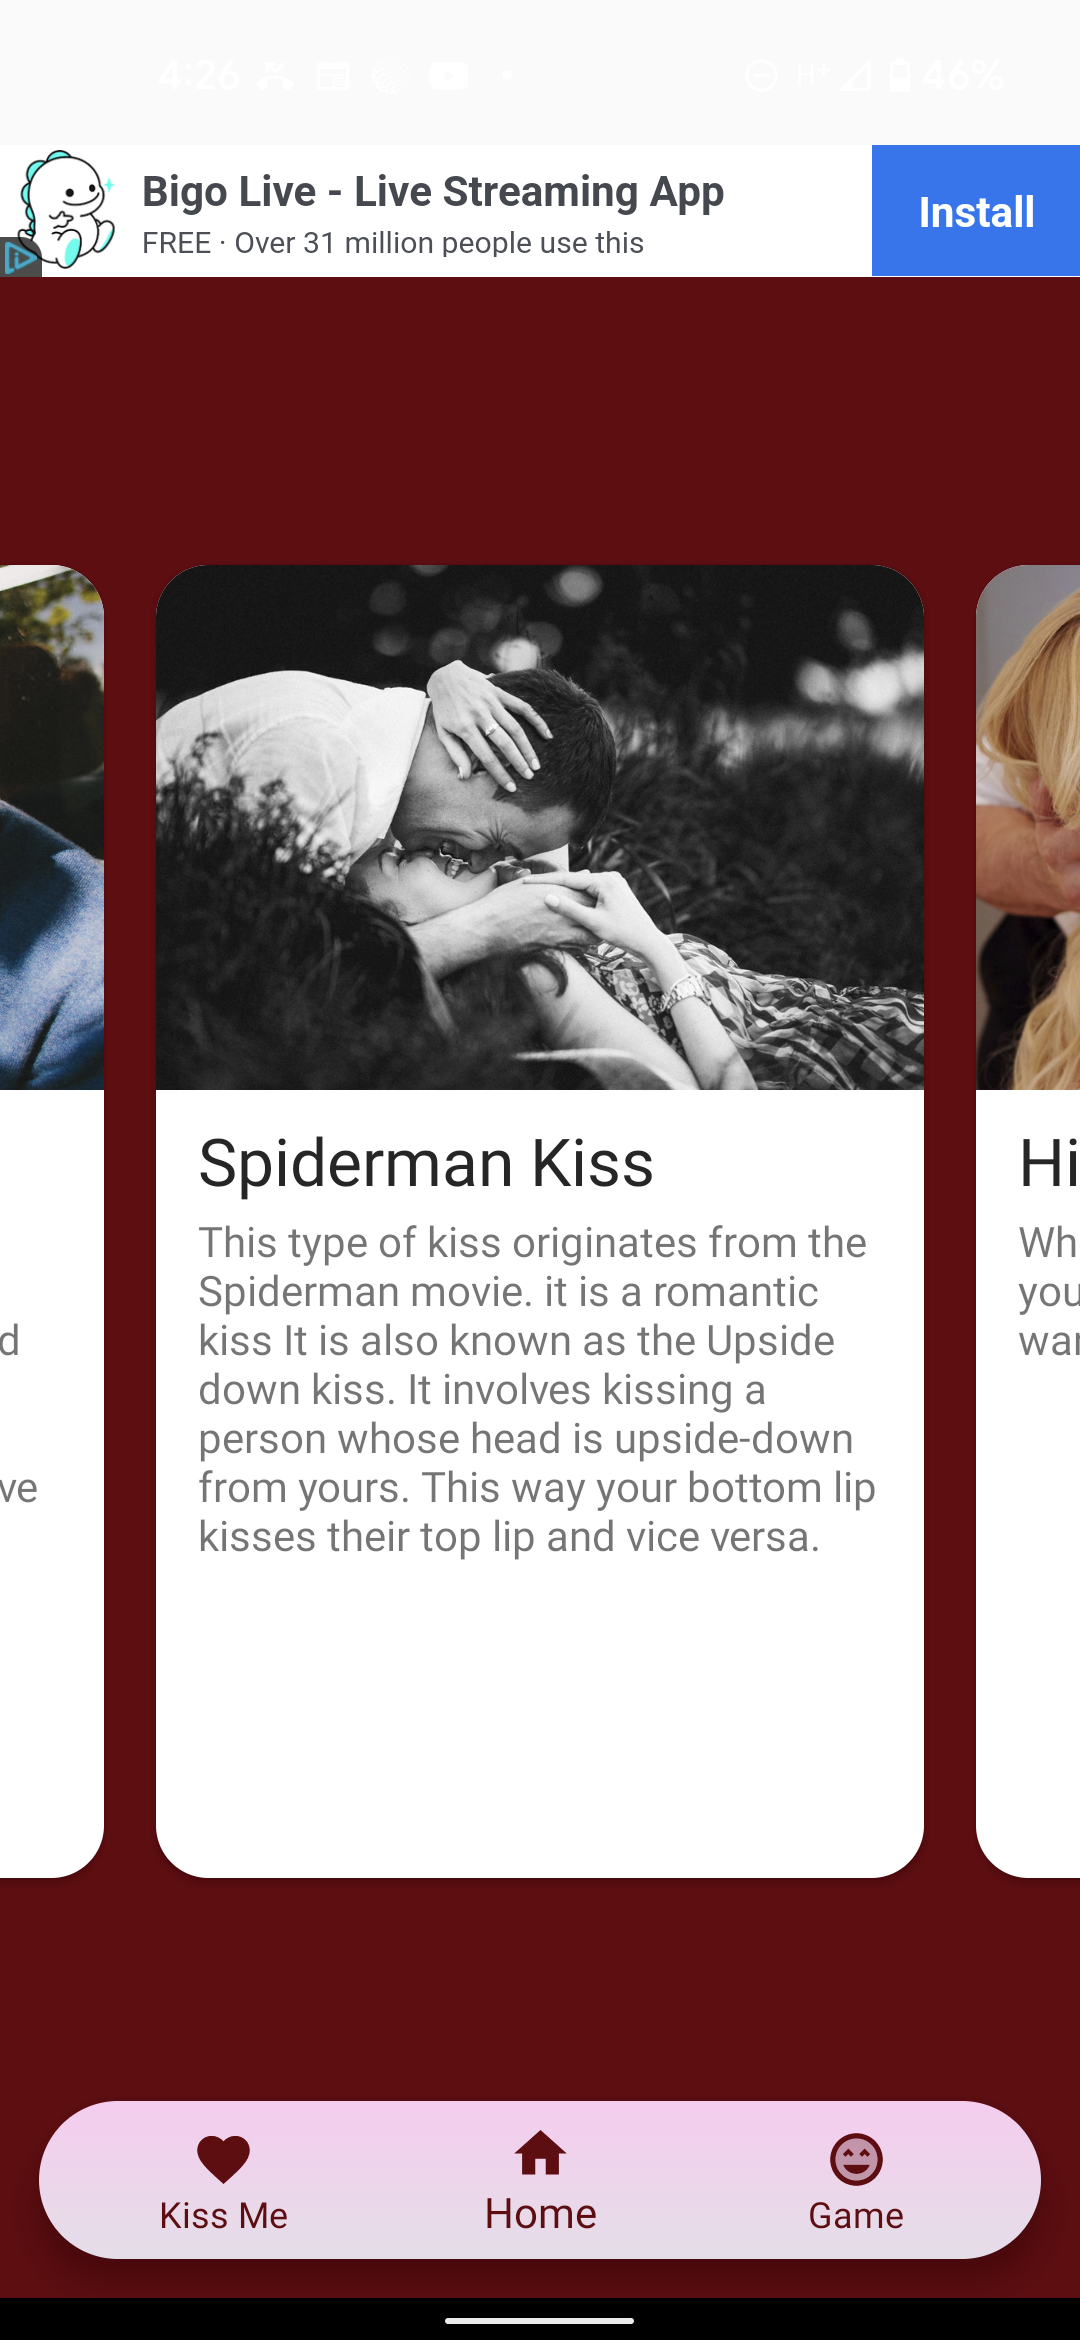 4:26
H+
46%
Bigo Live - Live Streaming App
FREE · Over 31 million people use this
Install
Spiderman Kiss
This type of kiss originates from the
Spiderman movie. it is a romantic
kiss It is also known as the Upside
down kiss. It involves kissing a
person whose head is upside-down
from yours. This way your bottom lip
kisses their top lip and vice versa.
d
ve
Hi
Wh
you
war
Kiss Me
Home
Game